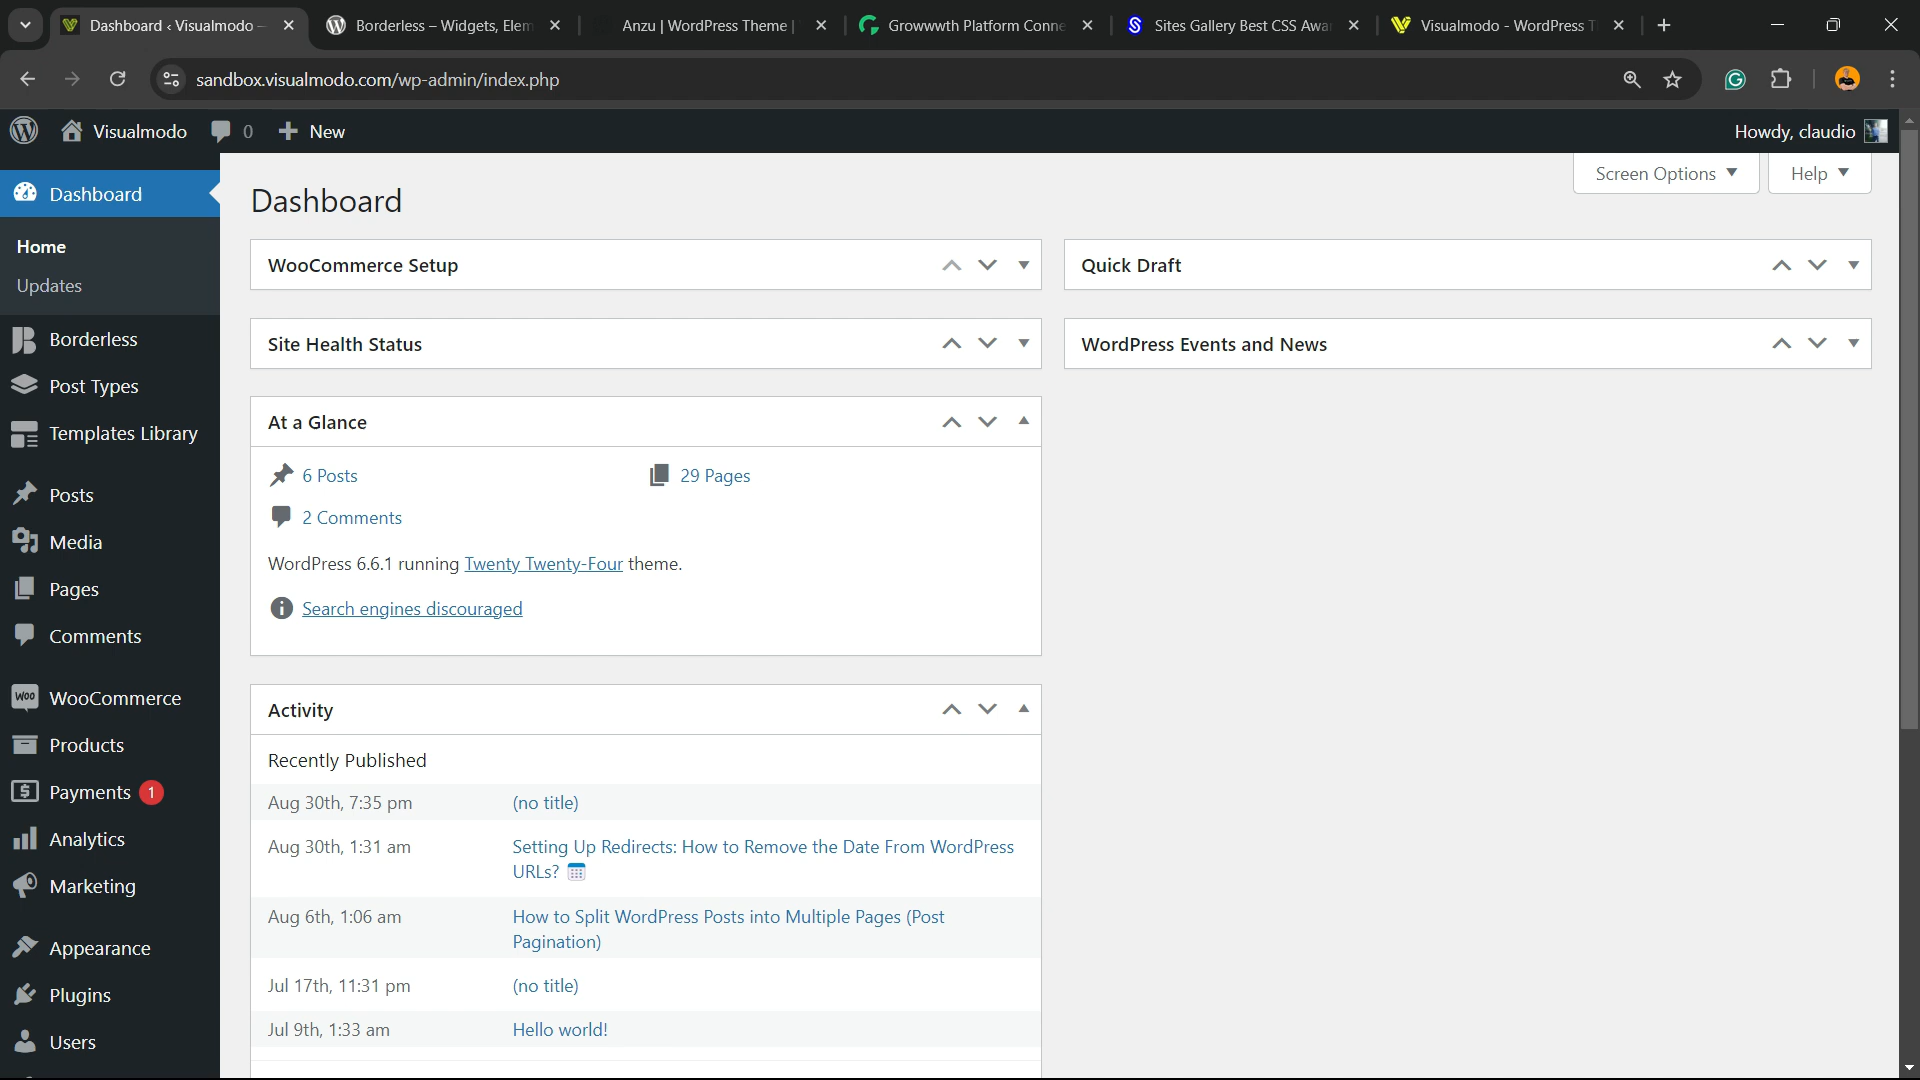 Dashboard ‹ Visualmodo –
Borderless – Widgets, Elem
Anzu | WordPress Theme |
Growwwth Platform Conne
Sites Gallery Best CSS Awa
Visualmodo - WordPress T
sandbox.visualmodo.com/wp-admin/index.php
Visualmodo
0
New
Howdy, claudio
Screen Options
Help
Dashboard
Home
Updates
Borderless
Post Types
Templates Library
Posts
Media
Pages
Comments
WOO
WooCommerce
Products
Payments 1
Analytics
Marketing
Appearance
Plugins
Users
Dashboard
WooCommerce Setup
Site Health Status
At a Glance
6 Posts
29 Pages
2 Comments
WordPress 6.6.1 running Twenty Twenty-Four theme.
Search engines discouraged
Activity
Recently Published
Aug 30th, 7:35 pm (no title)
Aug 30th, 1:31 am Setting Up Redirects: How to Remove the Date From WordPress
URLs?
Aug 6th, 1:06 am How to Split WordPress Posts into Multiple Pages (Post
Pagination)
Jul 17th, 11:31 pm (no title)
Jul 9th, 1:33 am Hello world!
Quick Draft
WordPress Events and News